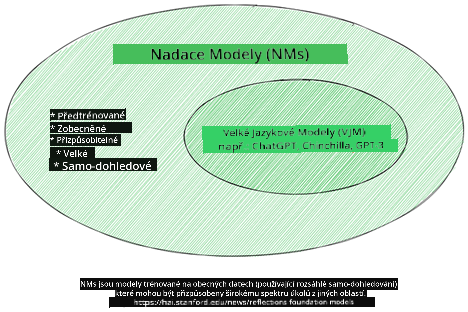 Nadace Modely (NMs)
* Předtrénované
* Zobecněné
* Přizpůsobitelné
* Velké
* Samo-dohledové
Velké Jazykové Modely (VJM)
např. ChatGPT, Chinchilla, GPT 3
NMs jsou modely trénované na obecných datech (používající rozsáhlé samo-dohledování)
které mohou být přizpůsobeny širokému spektru úkolů z jiných oblastí.
https://hai.stanford.edu/news/reflections foundation models